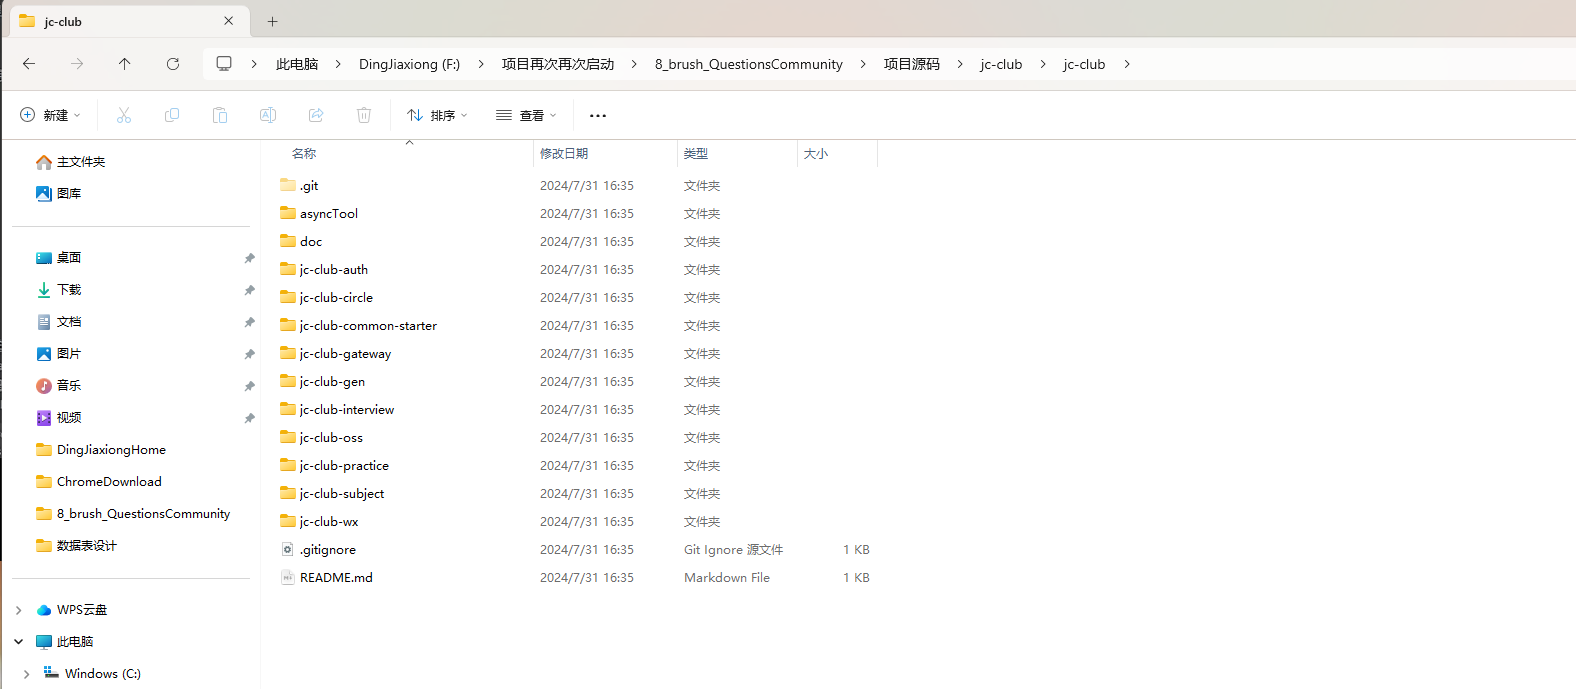 jc-club
此电脑 DingJiaxiong (F:) 项目再次再次启动 8_brush_QuestionsCommunity 项目源码 jc-club jc-club
新建 排序 查看
名称 修改日期 类型 大小
主文件夹
图库
桌面
下载
文档
图片
音乐
视频
DingJiaxiongHome
ChromeDownload
8_brush_QuestionsCommunity
数据表设计
WPS云盘
此电脑
Windows (C:)
.git 2024/7/31 16:35 文件夹
asyncTool 2024/7/31 16:35 文件夹
doc 2024/7/31 16:35 文件夹
jc-club-auth 2024/7/31 16:35 文件夹
jc-club-circle 2024/7/31 16:35 文件夹
jc-club-common-starter 2024/7/31 16:35 文件夹
jc-club-gateway 2024/7/31 16:35 文件夹
jc-club-gen 2024/7/31 16:35 文件夹
jc-club-interview 2024/7/31 16:35 文件夹
jc-club-oss 2024/7/31 16:35 文件夹
jc-club-practice 2024/7/31 16:35 文件夹
jc-club-subject 2024/7/31 16:35 文件夹
jc-club-wx 2024/7/31 16:35 文件夹
.gitignore 2024/7/31 16:35 Git Ignore 源文件 1 KB
README.md 2024/7/31 16:35 Markdown File 1 KB